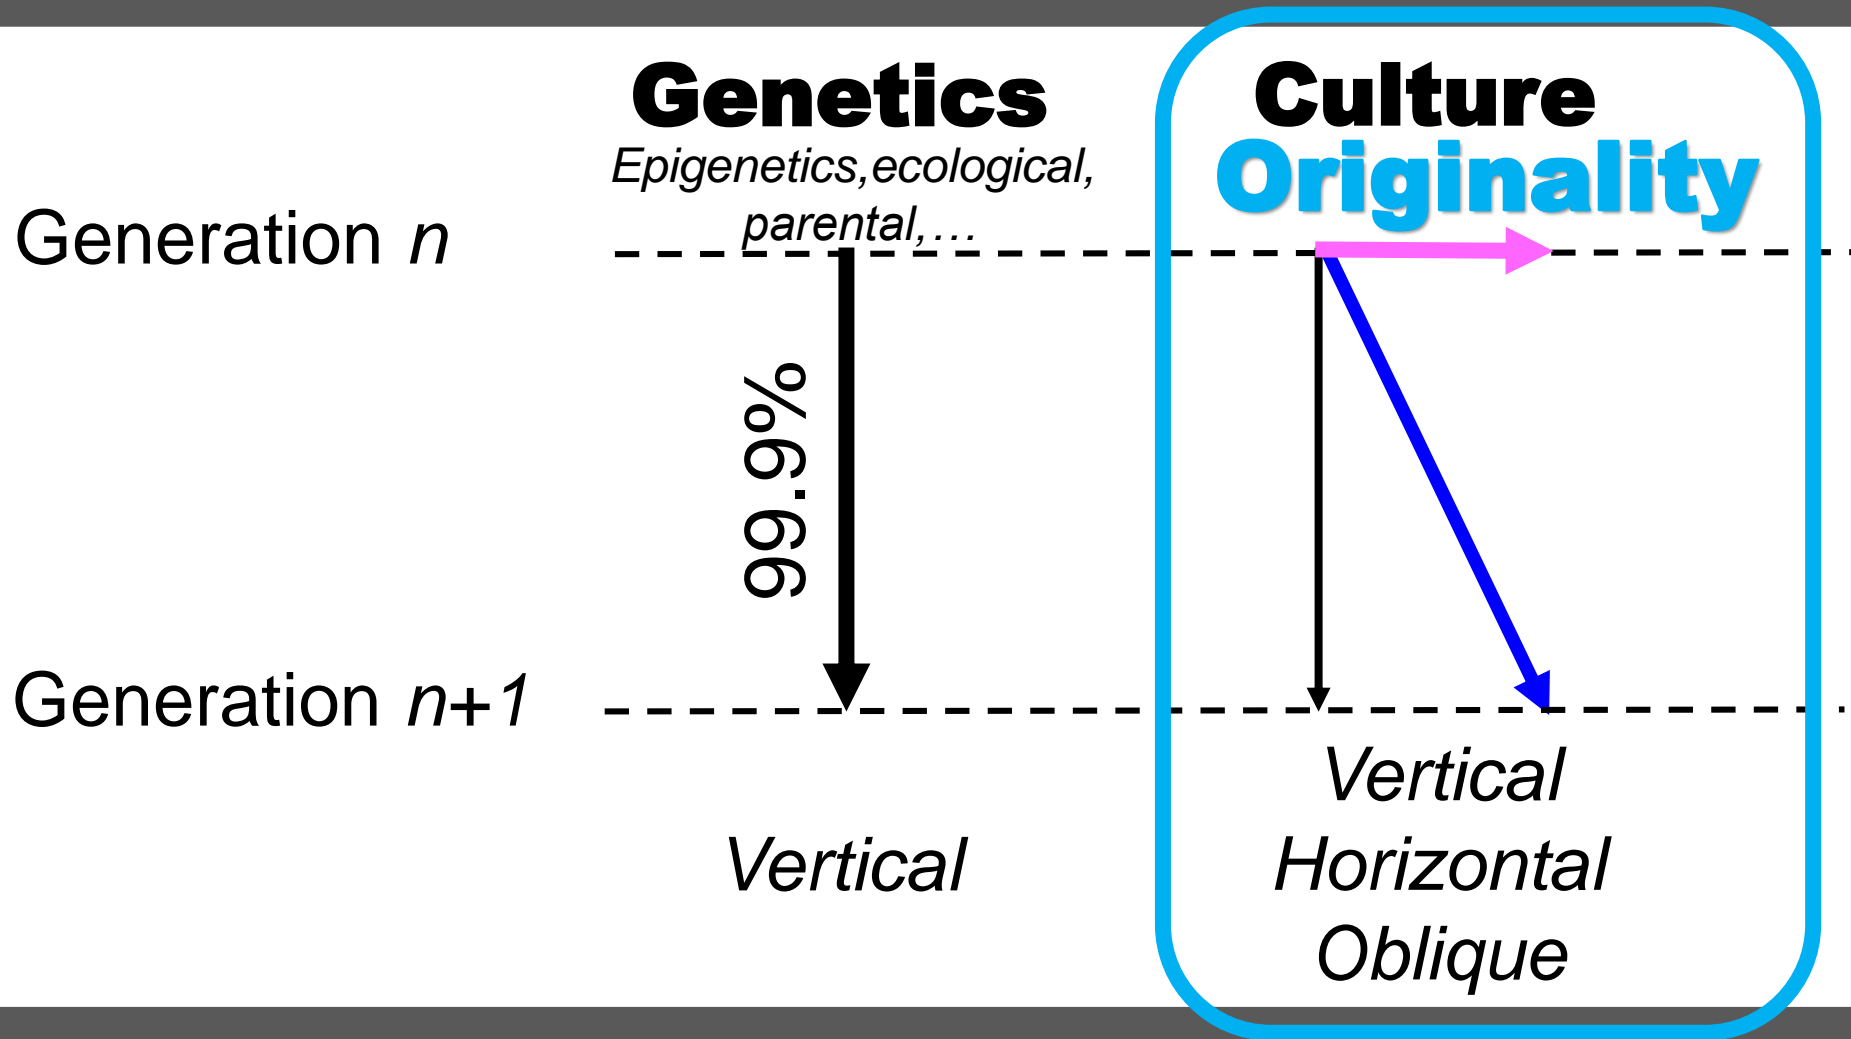 Genetics
Epigenetics,ecological,
parental,…
Culture
Originality
Generation n
99.9%
Generation n+1
Vertical
Vertical
Horizontal
Oblique